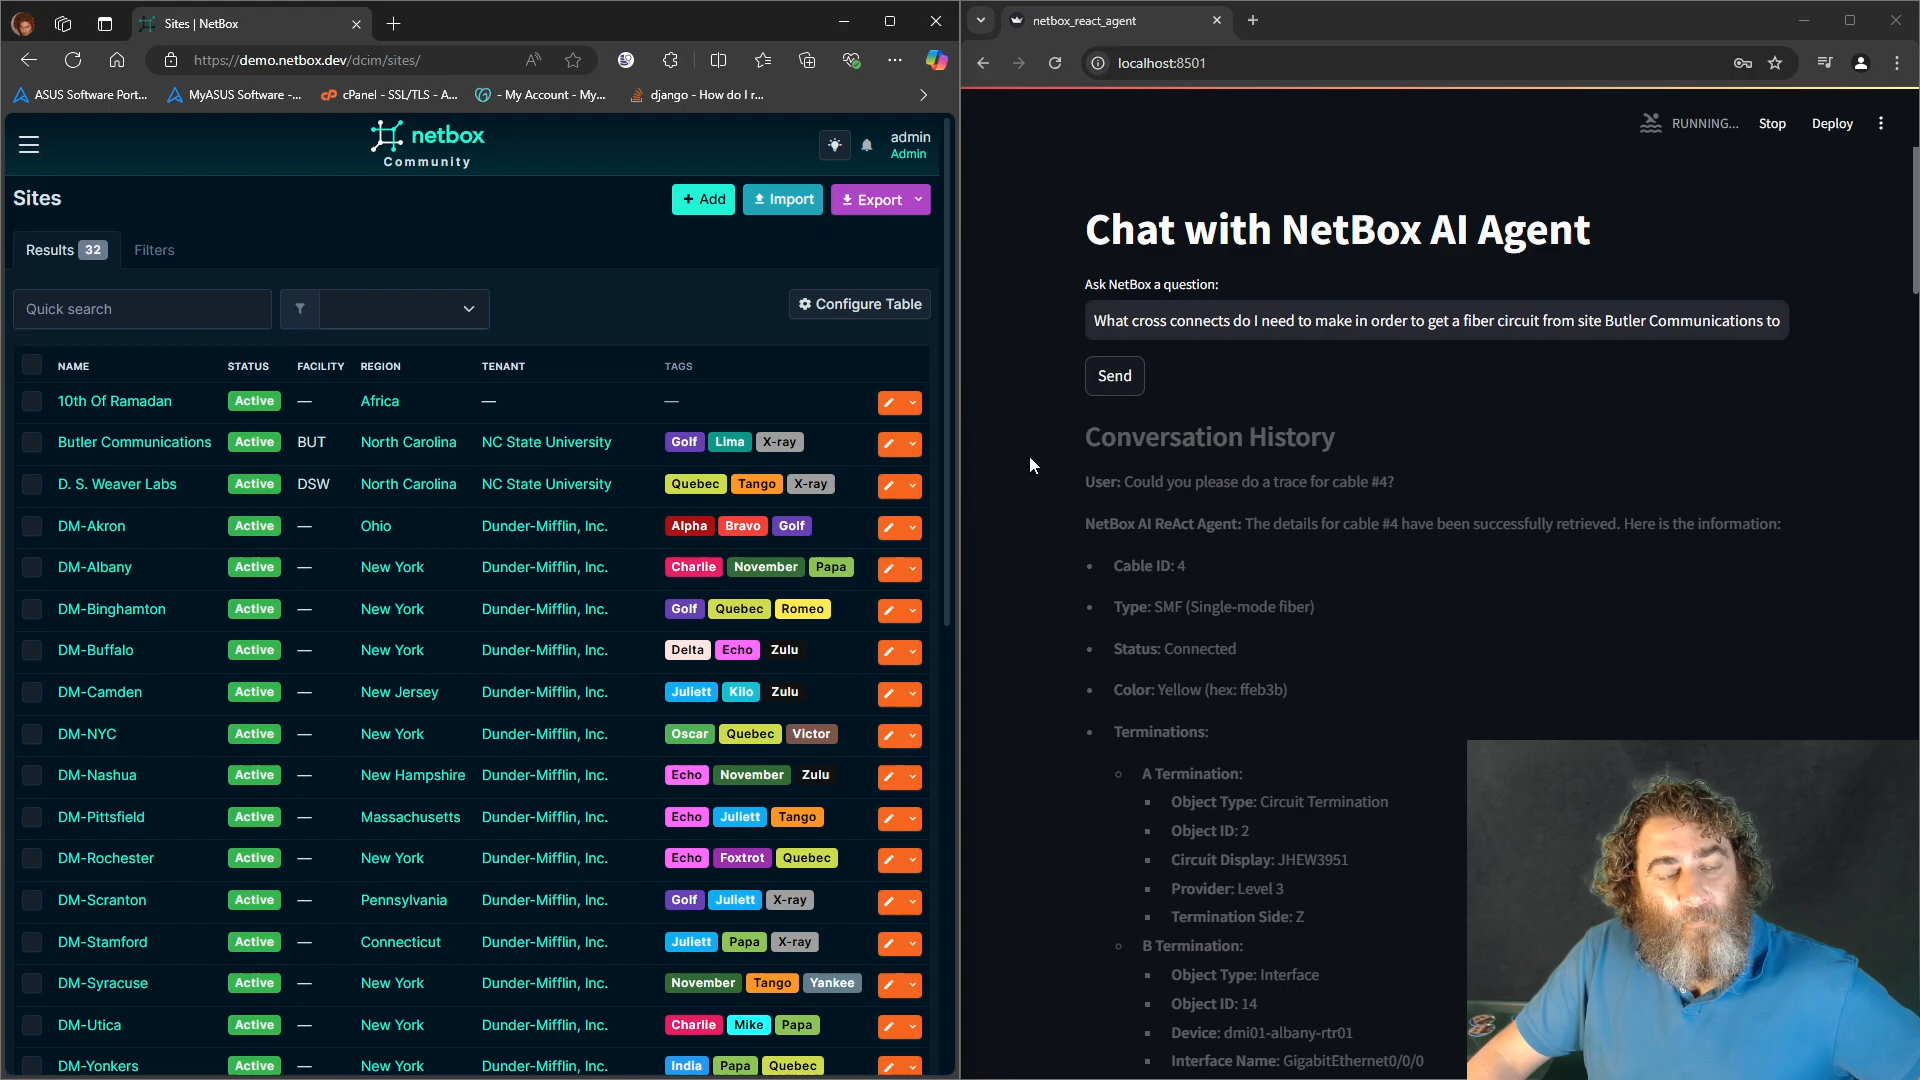 Sites | NetBox
https://demo.netbox.dev/dcim/sites/
ASUS Software Port...
MyASUS Software -...
cPanel - SSL/TLS - A...
- My Account - My...
django - How do I r...
netbox
Community
admin
Admin
Sites
+ Add
Import
Export
Results 32
Filters
Quick search
Configure Table
NAME STATUS FACILITY REGION TENANT TAGS
10th Of Ramadan Active — Africa — —
Butler Communications Active BUT North Carolina NC State University Golf Lima X-ray
D. S. Weaver Labs Active DSW North Carolina NC State University Quebec Tango X-ray
DM-Akron Active — Ohio Dunder-Mifflin, Inc. Alpha Bravo Golf
DM-Albany Active — New York Dunder-Mifflin, Inc. Charlie November Papa
DM-Binghamton Active — New York Dunder-Mifflin, Inc. Golf Quebec Romeo
DM-Buffalo Active — New York Dunder-Mifflin, Inc. Delta Echo Zulu
DM-Camden Active — New Jersey Dunder-Mifflin, Inc. Juliett Kilo Zulu
DM-NYC Active — New York Dunder-Mifflin, Inc. Oscar Quebec Victor
DM-Nashua Active — New Hampshire Dunder-Mifflin, Inc. Echo November Zulu
DM-Pittsfield Active — Massachusetts Dunder-Mifflin, Inc. Echo Juliett Tango
DM-Rochester Active — New York Dunder-Mifflin, Inc. Echo Foxtrot Quebec
DM-Scranton Active — Pennsylvania Dunder-Mifflin, Inc. Golf Juliett X-ray
DM-Stamford Active — Connecticut Dunder-Mifflin, Inc. Juliett Papa X-ray
DM-Syracuse Active — New York Dunder-Mifflin, Inc. November Tango Yankee
DM-Utica Active — New York Dunder-Mifflin, Inc. Charlie Mike Papa
DM-Yonkers Active — New York Dunder-Mifflin, Inc. India Papa Quebec
netbox_react_agent
localhost:8501
RUNNING... Stop Deploy
Chat with NetBox AI Agent
Ask NetBox a question:
What cross connects do I need to make in order to get a fiber circuit from site Butler Communications to
Send
Conversation History
User: Could you please do a trace for cable #4?
NetBox AI ReAct Agent: The details for cable #4 have been successfully retrieved. Here is the information:
• Cable ID: 4
• Type: SMF (Single-mode fiber)
• Status: Connected
• Color: Yellow (hex: ffeb3b)
• Terminations:
A Termination:
Object Type: Circuit Termination
Object ID: 2
Circuit Display: JHEW3951
Provider: Level 3
Termination Side: Z
B Termination:
Object Type: Interface
Object ID: 14
Device: dmi01-albany-rtr01
Interface Name: GigabitEthernet0/0/0